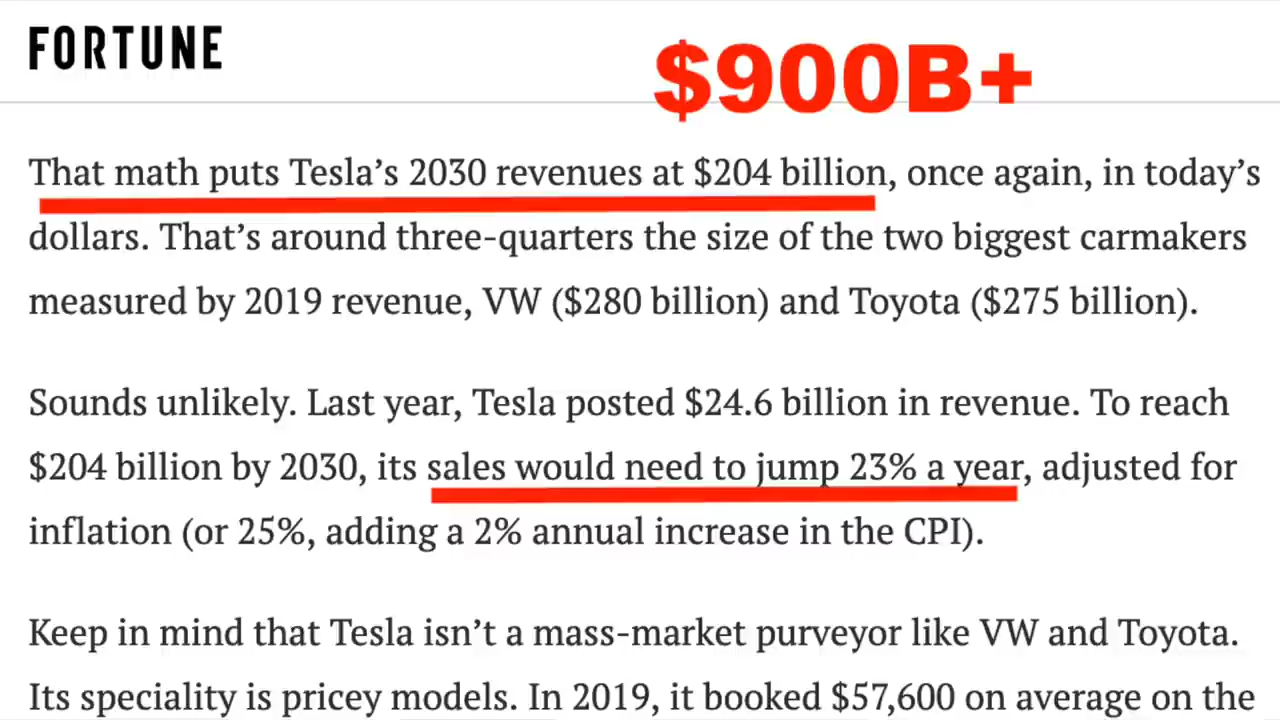 FORTUNE
$900B+
That math puts Tesla’s 2030 revenues at $204 billion, once again, in today’s
dollars. That’s around three-quarters the size of the two biggest carmakers
measured by 2019 revenue, VW ($280 billion) and Toyota ($275 billion).
Sounds unlikely. Last year, Tesla posted $24.6 billion in revenue. To reach
$204 billion by 2030, its sales would need to jump 23% a year, adjusted for
inflation (or 25%, adding a 2% annual increase in the CPI).
Keep in mind that Tesla isn’t a mass-market purveyor like VW and Toyota.
Its speciality is pricey models. In 2019, it booked $57,600 on average on the